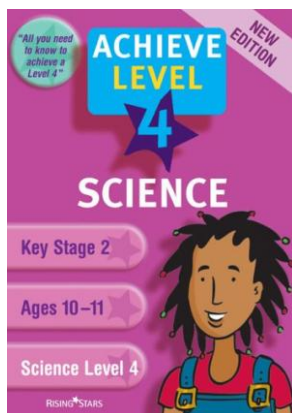 "All you need
to know to
achieve a
Level 4"
NEW
EDITION
ACHIEVE
LEVEL
4
SCIENCE
Key Stage 2
Ages 10–11
Science Level 4
RISING★STARS